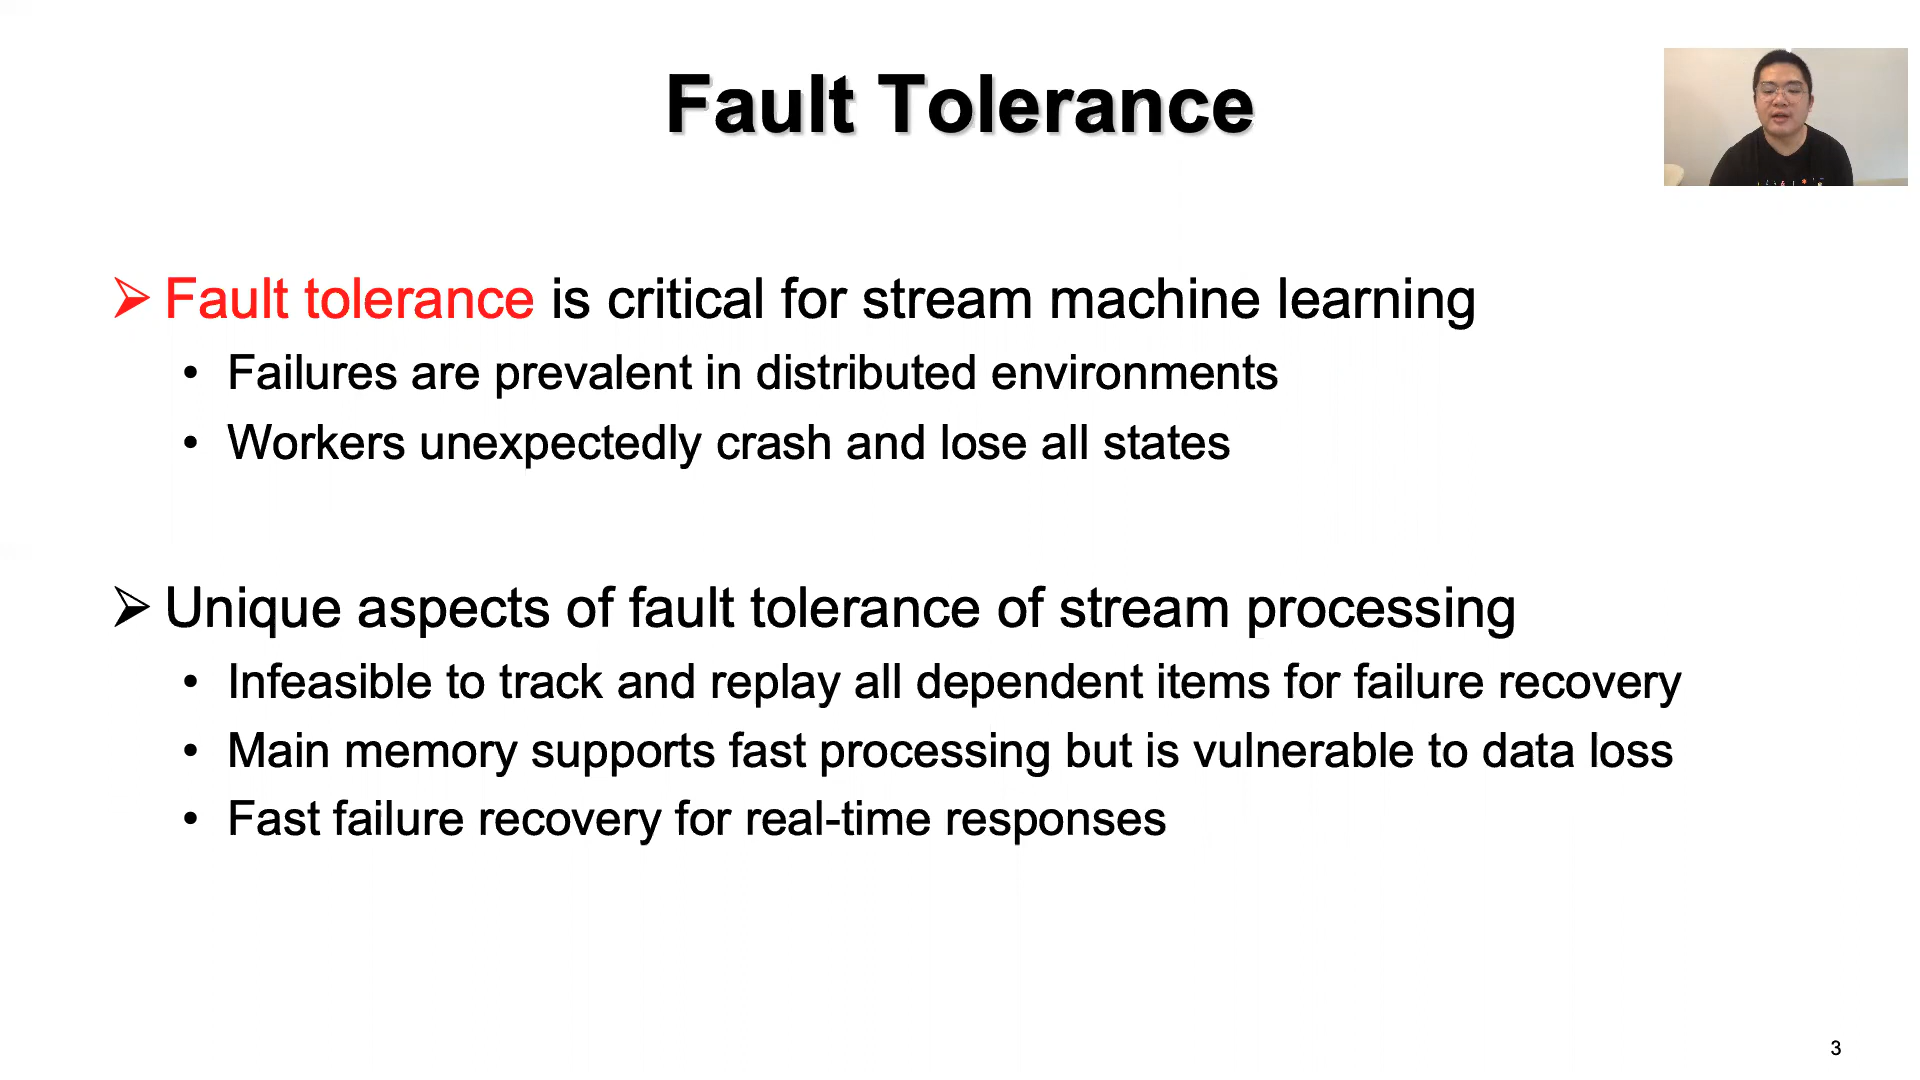 Fault Tolerance
Fault tolerance is critical for stream machine learning
• Failures are prevalent in distributed environments
• Workers unexpectedly crash and lose all states
Unique aspects of fault tolerance of stream processing
• Infeasible to track and replay all dependent items for failure recovery
• Main memory supports fast processing but is vulnerable to data loss
• Fast failure recovery for real-time responses
3